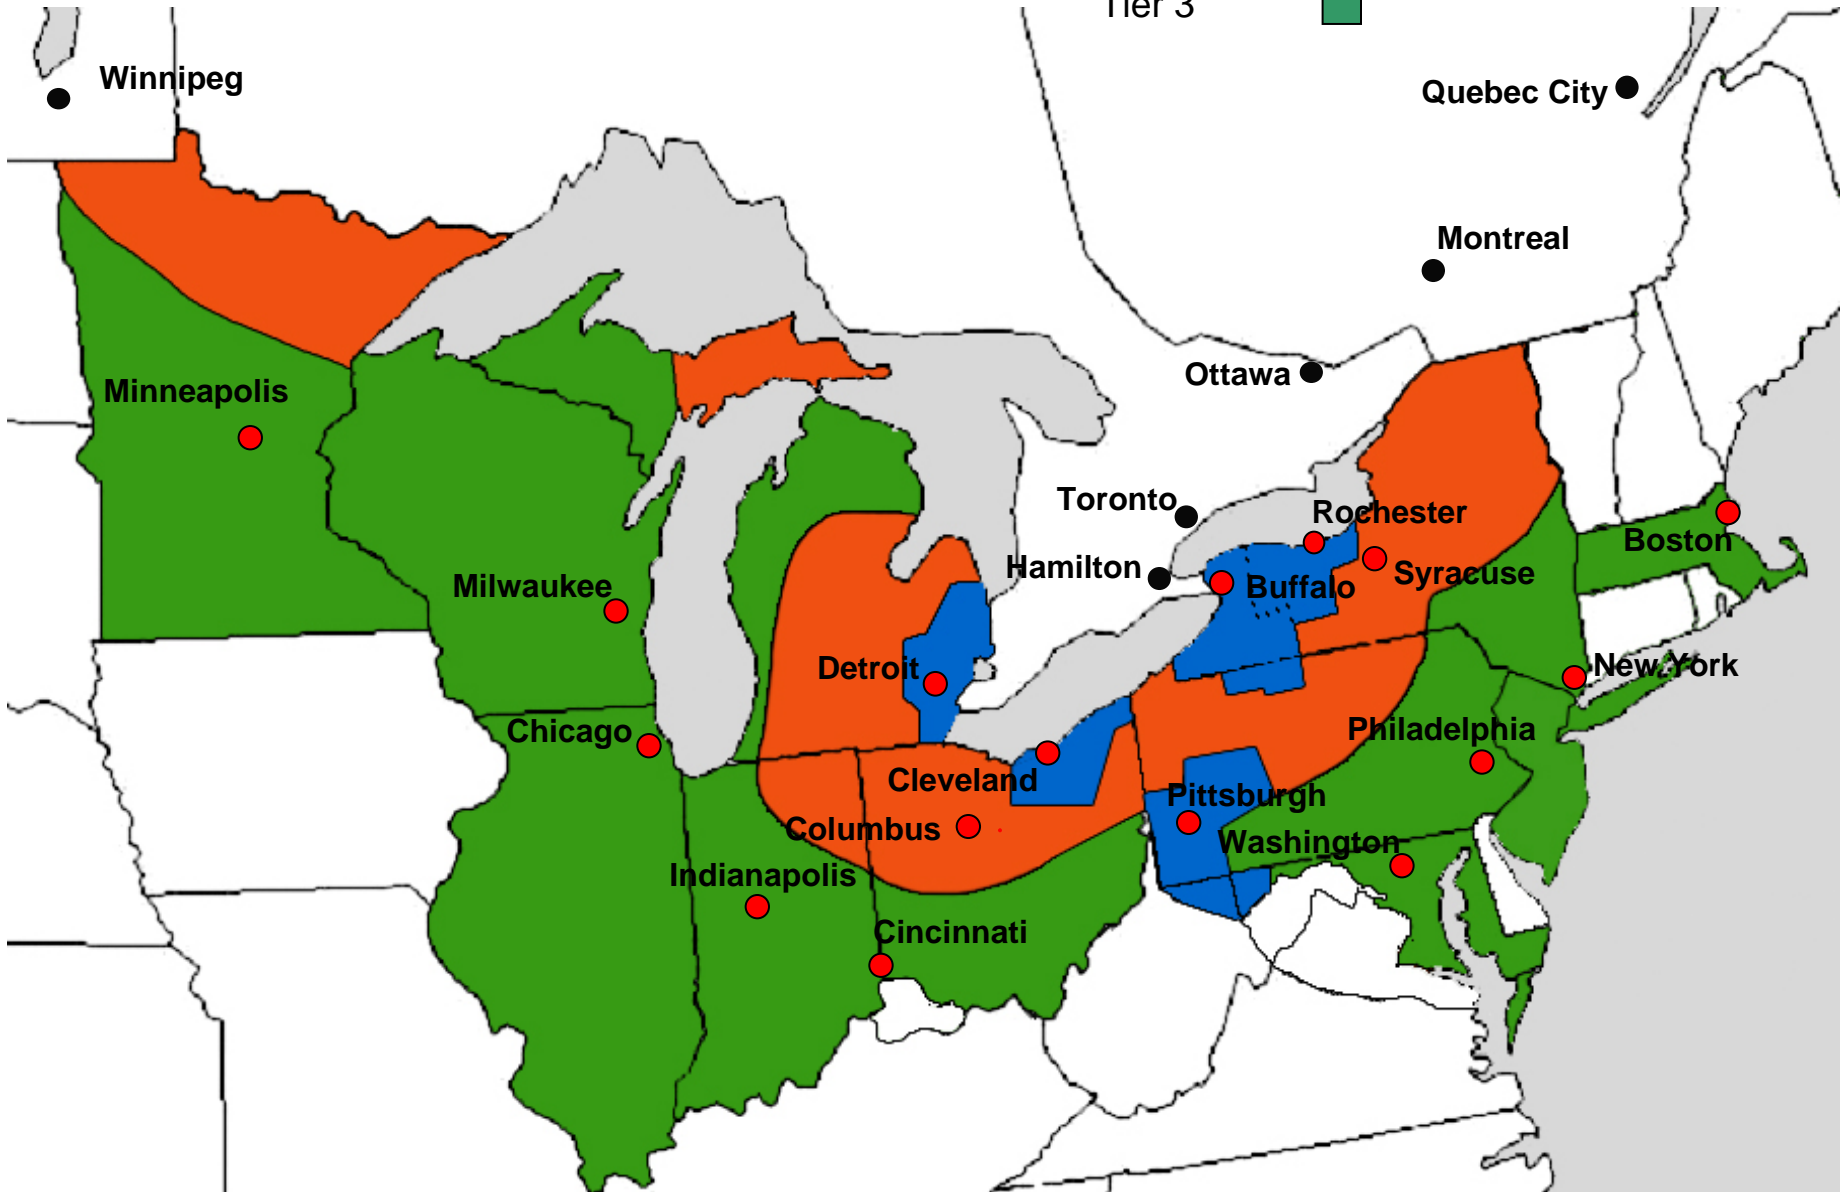 Tier 3
Winnipeg
Quebec City
Montreal
Ottawa
Minneapolis
Toronto
Rochester
Boston
Hamilton
Syracuse
Milwaukee
Buffalo
Detroit
New York
Chicago
Philadelphia
Cleveland
Pittsburgh
Columbus
Washington
Indianapolis
Cincinnati